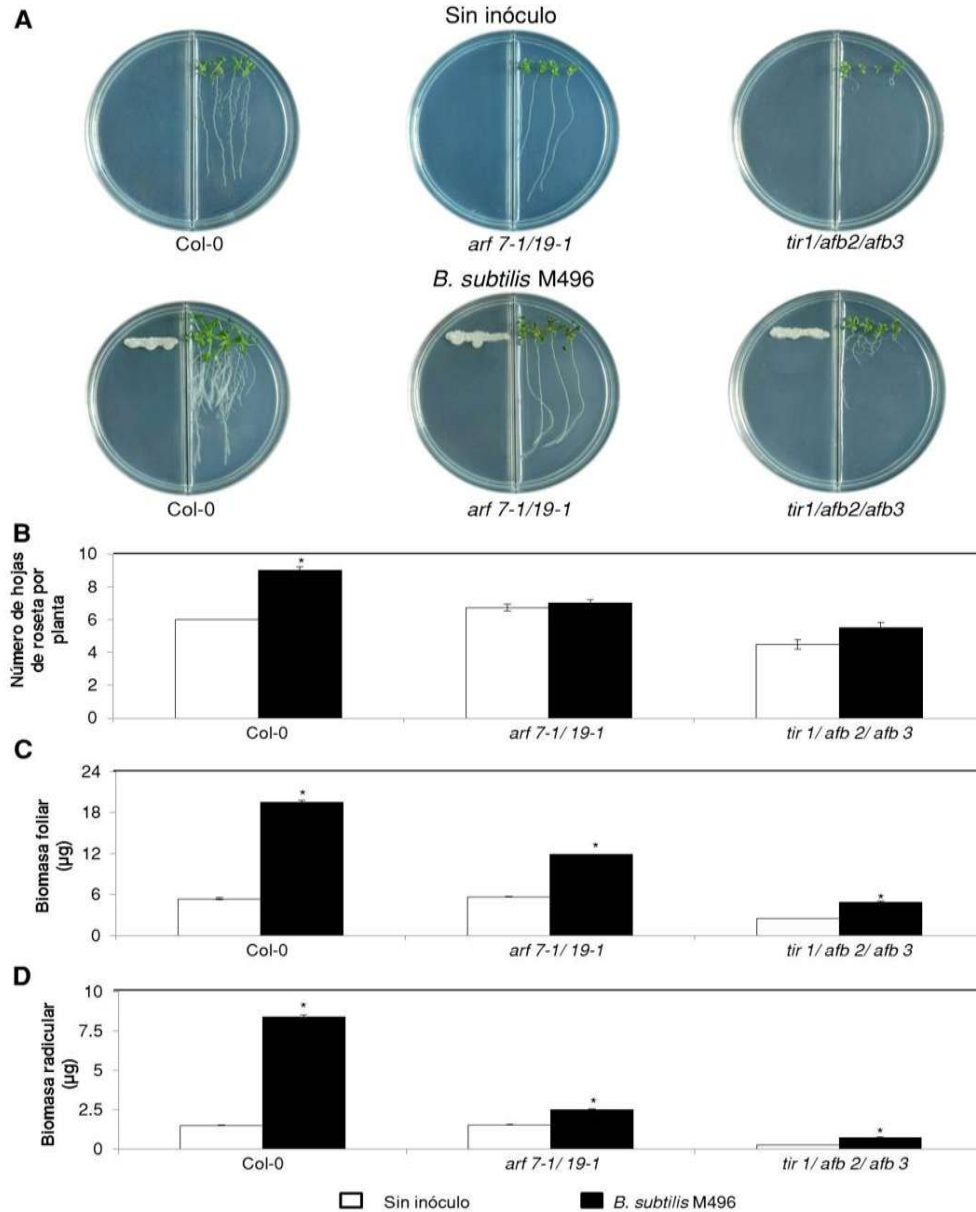 A
Sin inóculo
Col-0
arf 7-1/19-1
tir1/afb2/afb3
B. subtilis M496
Col-0
arf 7-1/19-1
tir1/afb2/afb3
B
Número de hojas
de roseta por
planta
10
8
6
4
2
0
*
Col-0
arf 7-1/ 19-1
tir 1/ afb 2/ afb 3
C
Biomasa foliar
(µg)
24
18
12
6
0
*
*
*
Col-0
arf 7-1/ 19-1
tir 1/ afb 2/ afb 3
D
Biomasa radicular
(µg)
10
7.5
5
2.5
0
*
*
*
Col-0
arf 7-1/ 19-1
tir 1/ afb 2/ afb 3
Sin inóculo
B. subtilis M496